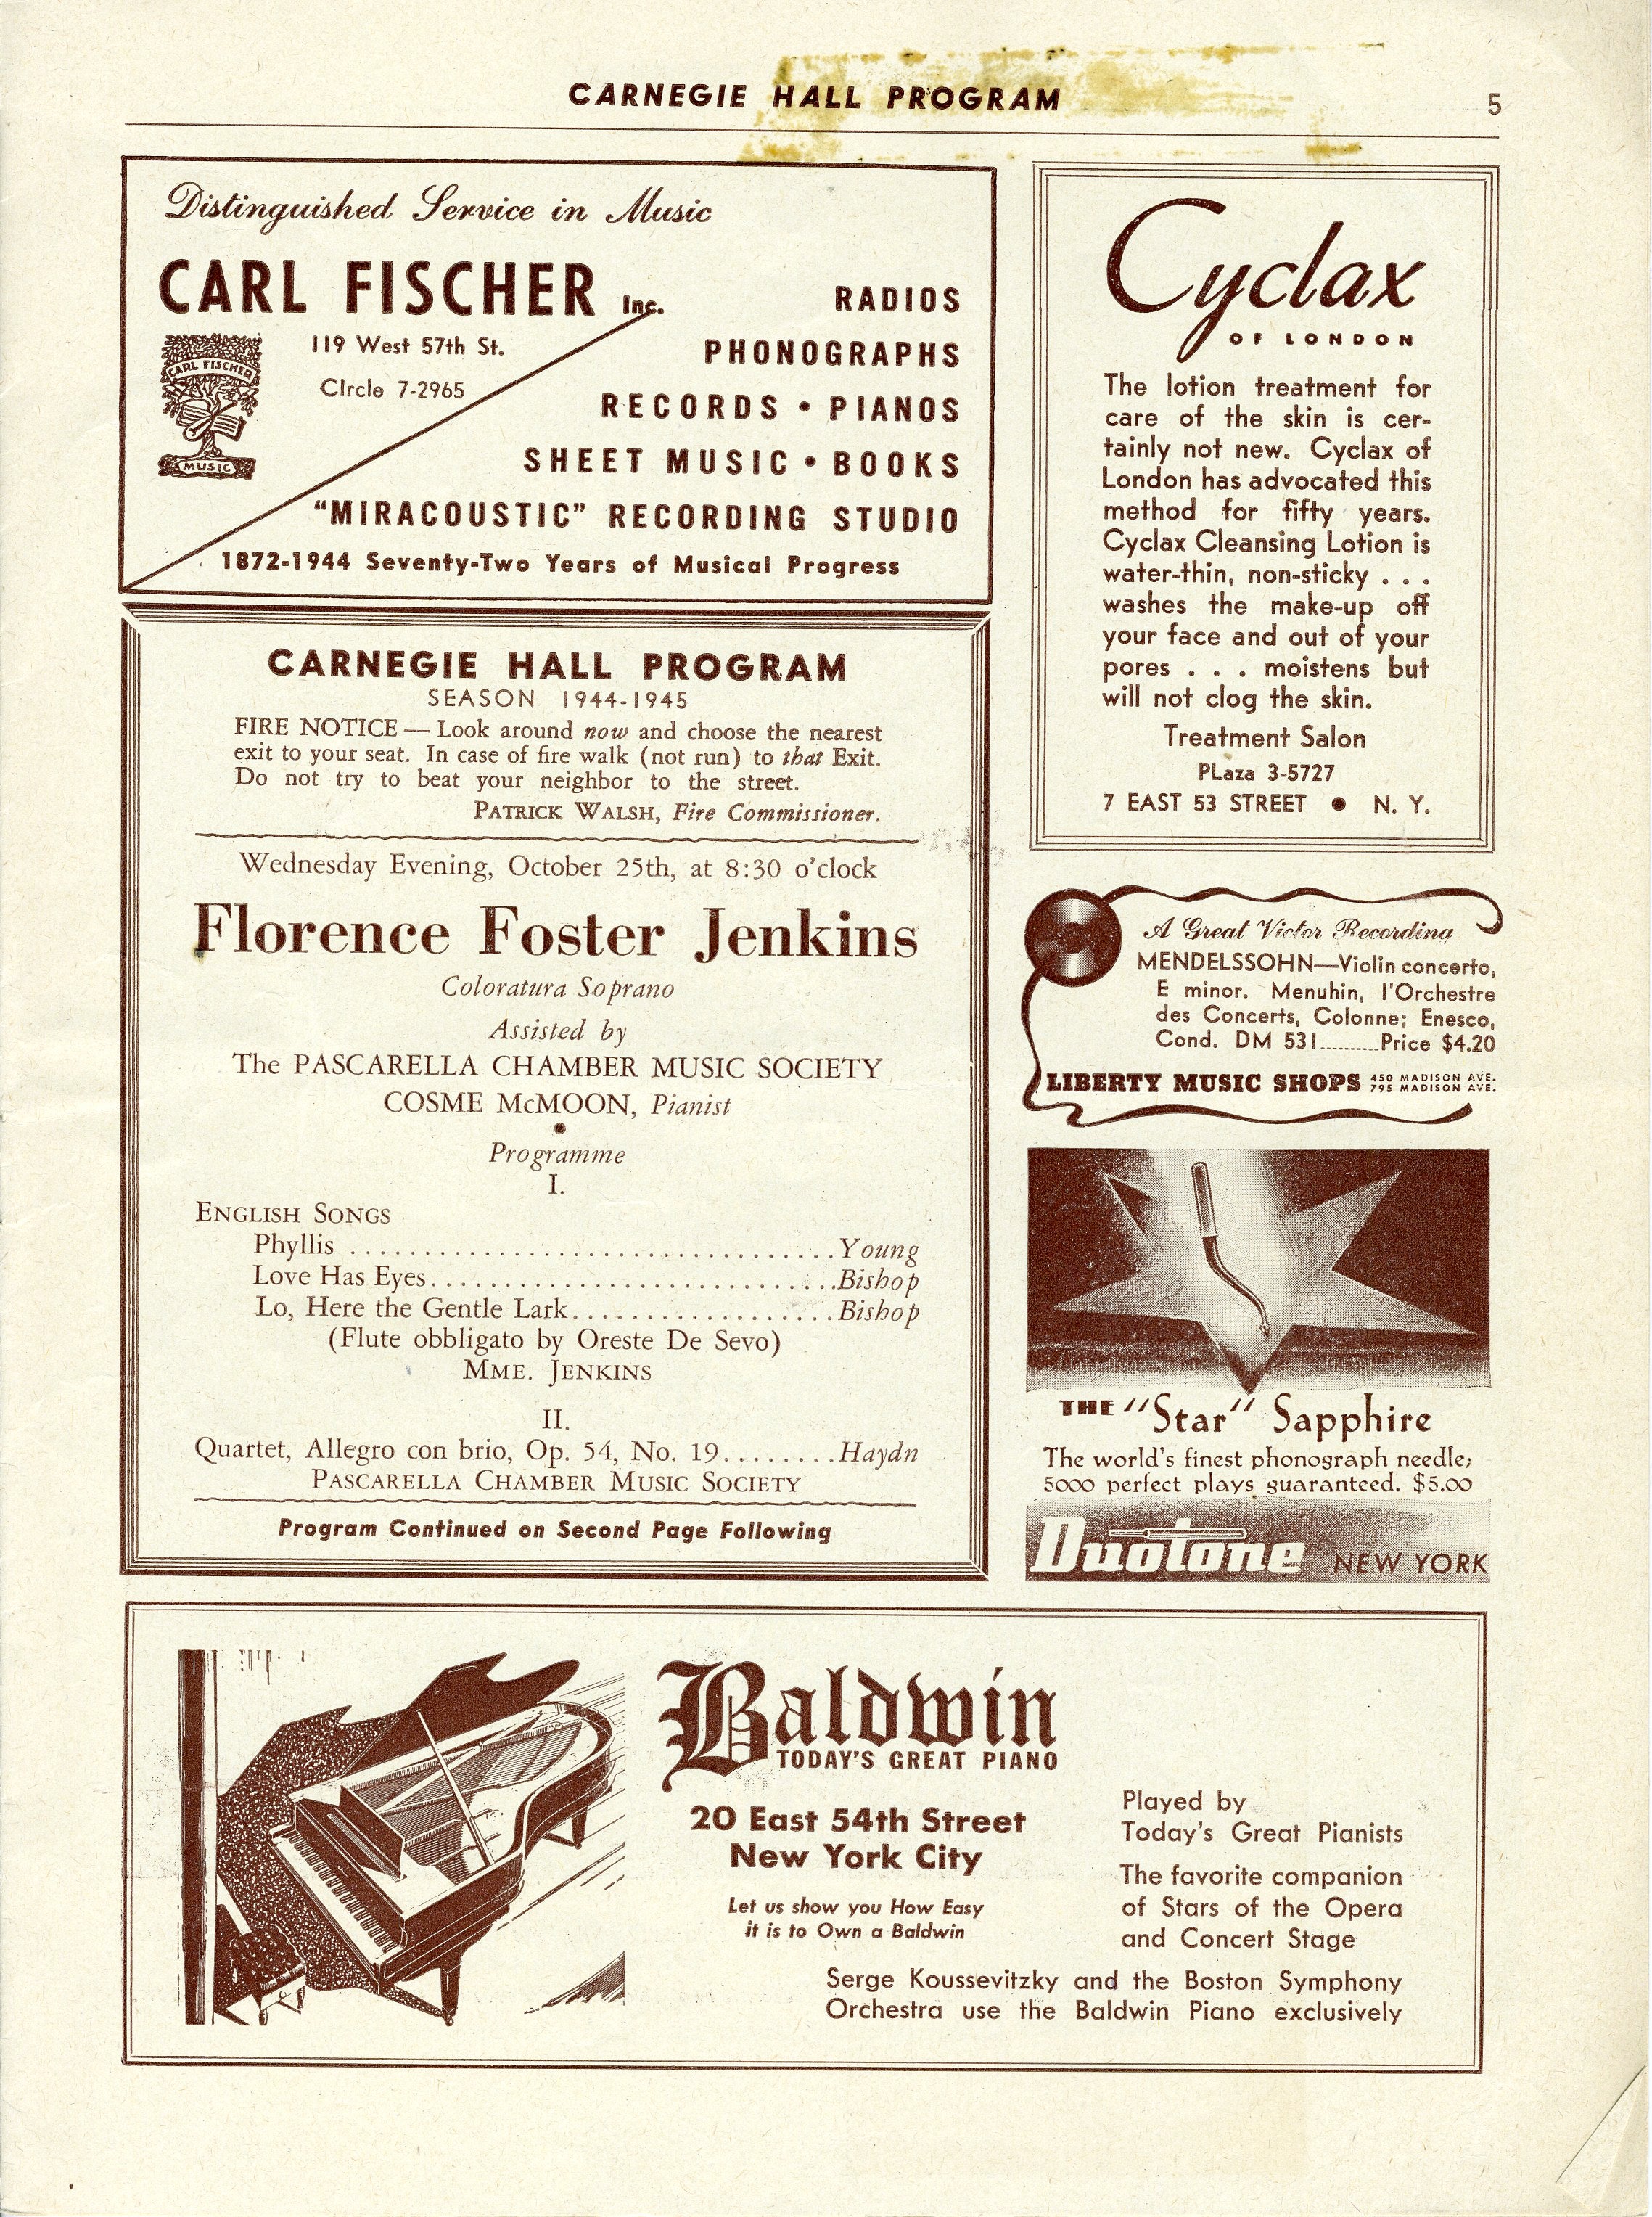 CARNEGIE HALL PROGRAM
5
Distinguished Service in Music
CARL FISCHER Inc.
119 West 57th St.
CIrcle 7-2965
CARL FISCHER
MUSIC
RADIOS
PHONOGRAPHS
RECORDS • PIANOS
SHEET MUSIC • BOOKS
"MIRACOUSTIC" RECORDING STUDIO
1872-1944 Seventy-Two Years of Musical Progress
CARNEGIE HALL PROGRAM
SEASON 1944-1945
FIRE NOTICE — Look around now and choose the nearest
exit to your seat. In case of fire walk (not run) to that Exit.
Do not try to beat your neighbor to the street.
PATRICK WALSH, Fire Commissioner.
Wednesday Evening, October 25th, at 8:30 o'clock
Florence Foster Jenkins
Coloratura Soprano
Assisted by
The PASCARELLA CHAMBER MUSIC SOCIETY
COSME McMOON, Pianist
•
Programme
I.
ENGLISH SONGS
Phyllis ................................. Young
Love Has Eyes............................Bishop
Lo, Here the Gentle Lark..................Bishop
(Flute obbligato by Oreste De Sevo)
MME. JENKINS
II.
Quartet, Allegro con brio, Op. 54, No. 19........Haydn
PASCARELLA CHAMBER MUSIC SOCIETY
Program Continued on Second Page Following
Cyclax
OF LONDON
The lotion treatment for
care of the skin is cer-
tainly not new. Cyclax of
London has advocated this
method for fifty years.
Cyclax Cleansing Lotion is
water-thin, non-sticky . . .
washes the make-up off
your face and out of your
pores . . . moistens but
will not clog the skin.
Treatment Salon
PLaza 3-5727
7 EAST 53 STREET • N. Y.
A Great Victor Recording
MENDELSSOHN—Violin concerto,
E minor. Menuhin, l'Orchestre
des Concerts, Colonne; Enesco,
Cond. DM 531..........Price $4.20
LIBERTY MUSIC SHOPS 450 MADISON AVE.
795 MADISON AVE.
THE "Star" Sapphire
The world's finest phonograph needle;
5000 perfect plays guaranteed. $5.00
Duotone NEW YORK
Baldwin
TODAY'S GREAT PIANO
20 East 54th Street
New York City
Let us show you How Easy
it is to Own a Baldwin
Played by
Today's Great Pianists
The favorite companion
of Stars of the Opera
and Concert Stage
Serge Koussevitzky and the Boston Symphony
Orchestra use the Baldwin Piano exclusively